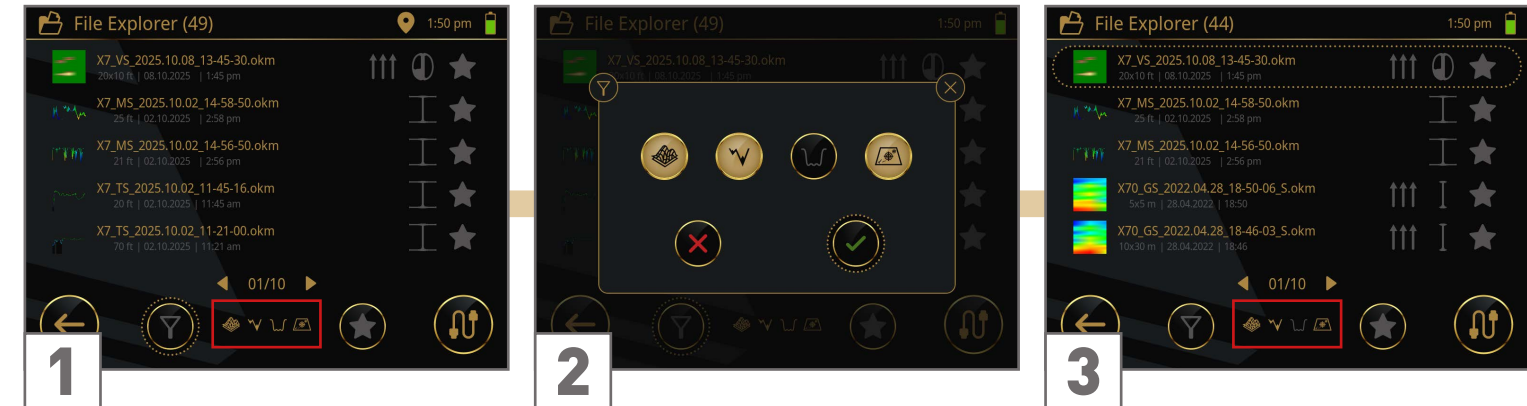 File Explorer (49)
1:50 pm
X7_VS_2025.10.08_13-45-30.okm
20x10 ft | 08.10.2025 | 1:45 pm
X7_MS_2025.10.02_14-58-50.okm
25 ft | 02.10.2025 | 2:58 pm
X7_MS_2025.10.02_14-56-50.okm
21 ft | 02.10.2025 | 2:56 pm
X7_TS_2025.10.02_11-45-16.okm
20 ft | 02.10.2025 | 11:45 am
X7_TS_2025.10.02_11-21-00.okm
70 ft | 02.10.2025 | 11:21 am
01/10
1
File Explorer (49)
1:50 pm
X7_VS_2025.10.08_13-45-30.okm
20x10 ft | 08.10.2025 | 1:45 pm
2
File Explorer (44)
1:50 pm
X7_VS_2025.10.08_13-45-30.okm
20x10 ft | 08.10.2025 | 1:45 pm
X7_MS_2025.10.02_14-58-50.okm
25 ft | 02.10.2025 | 2:58 pm
X7_MS_2025.10.02_14-56-50.okm
21 ft | 02.10.2025 | 2:56 pm
X70_GS_2022.04.28_18-50-06_S.okm
5x5 m | 28.04.2022 | 18:50
X70_GS_2022.04.28_18-46-03_S.okm
10x30 m | 28.04.2022 | 18:46
01/10
3